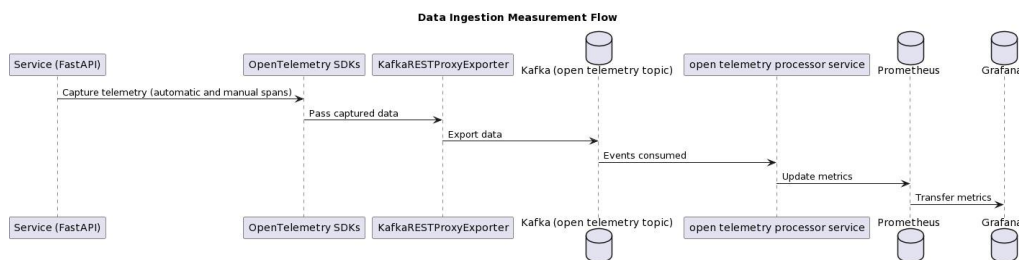 Data Ingestion Measurement Flow
Service (FastAPI) OpenTelemetry SDKs KafkaRESTProxyExporter Kafka (open telemetry topic) open telemetry processor service Prometheus Grafana
Capture telemetry (automatic and manual spans)
Pass captured data
Export data
Events consumed
Update metrics
Transfer metrics
Service (FastAPI) OpenTelemetry SDKs KafkaRESTProxyExporter Kafka (open telemetry topic) open telemetry processor service Prometheus Grafana